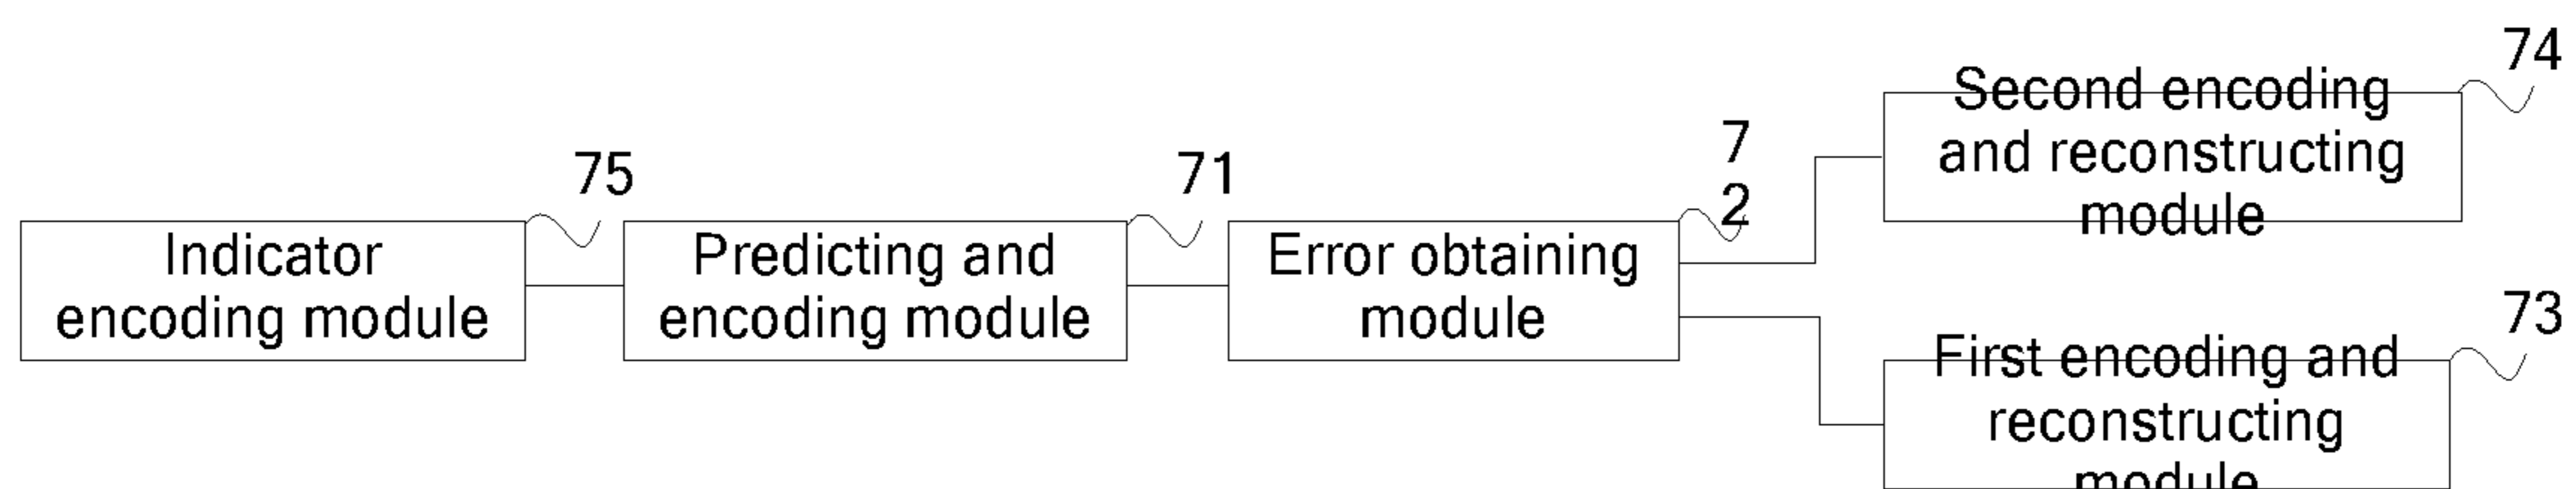 75
Indicator
encoding module
71
Predicting and
encoding module
7
2
Error obtaining
module
74
Second encoding
and reconstructing
module
73
First encoding and
reconstructing
module